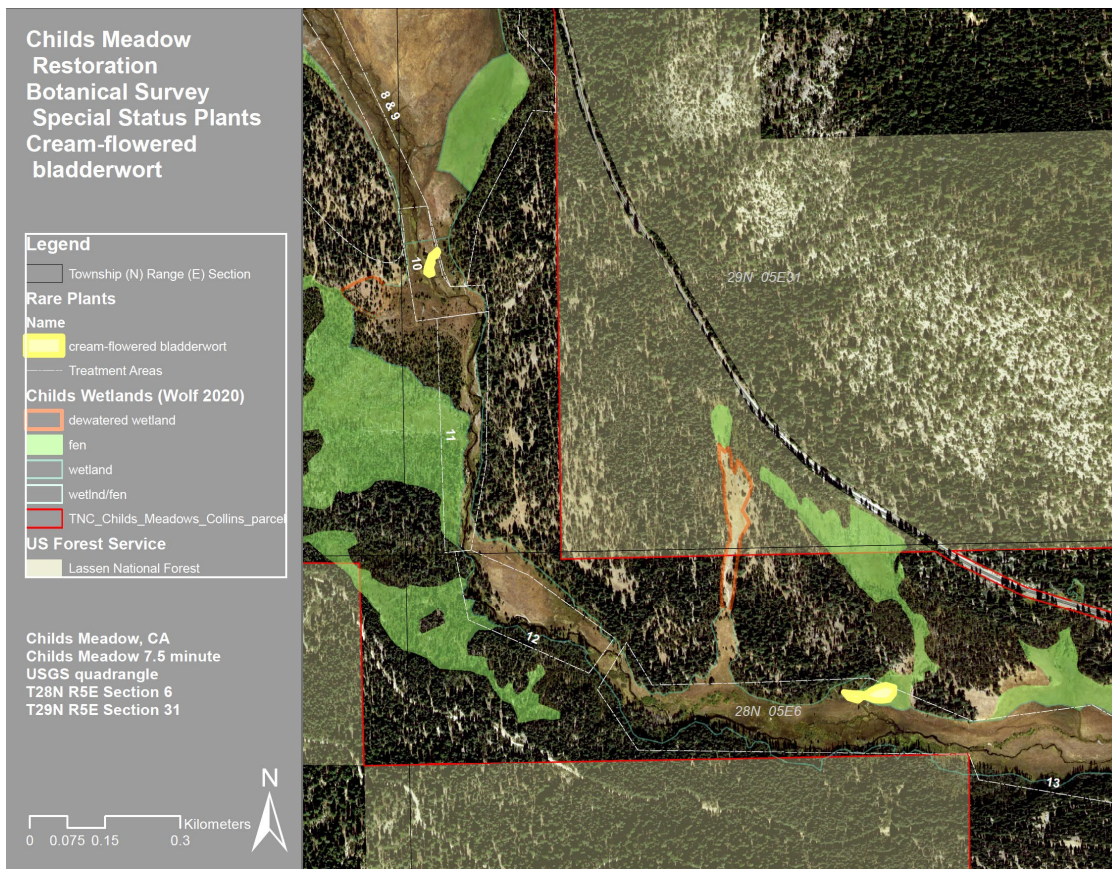 Childs Meadow
Restoration
Botanical Survey
Special Status Plants
Cream-flowered
bladderwort
Legend
Township (N) Range (E) Section
Rare Plants
Name
cream-flowered bladderwort
Treatment Areas
Childs Wetlands (Wolf 2020)
dewatered wetland
fen
wetland
wetlnd/fen
TNC_Childs_Meadows_Collins_parcel
US Forest Service
Lassen National Forest
Childs Meadow, CA
Childs Meadow 7.5 minute
USGS quadrangle
T28N R5E Section 6
T29N R5E Section 31
N
Kilometers
0 0.075 0.15 0.3
8 & 9
10
11
12
13
29N 05E31
28N 05E6